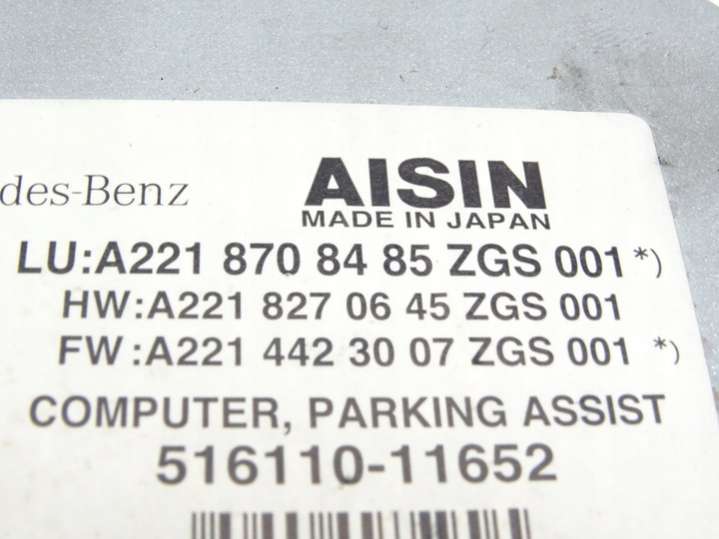 des-Benz
AISIN
MADE IN JAPAN
LU:A221 870 84 85 ZGS 001 *)
HW:A221 827 06 45 ZGS 001
FW:A221 442 30 07 ZGS 001 *)
COMPUTER, PARKING ASSIST
516110-11652